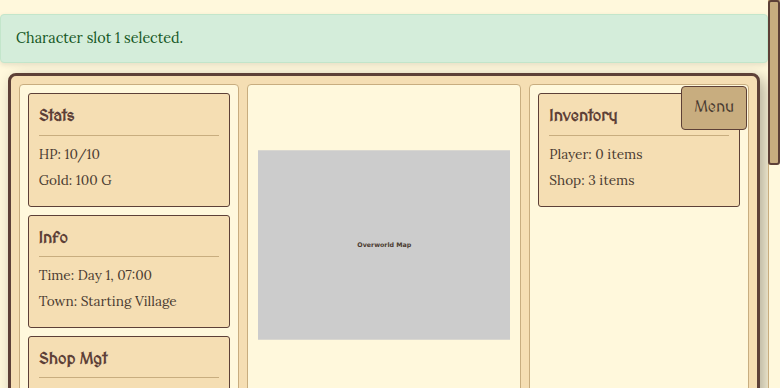 Character slot 1 selected.
Stats
HP: 10/10
Gold: 100 G
Info
Time: Day 1, 07:00
Town: Starting Village
Shop Mgt
Overworld Map
Inventory
Menu
Player: 0 items
Shop: 3 items